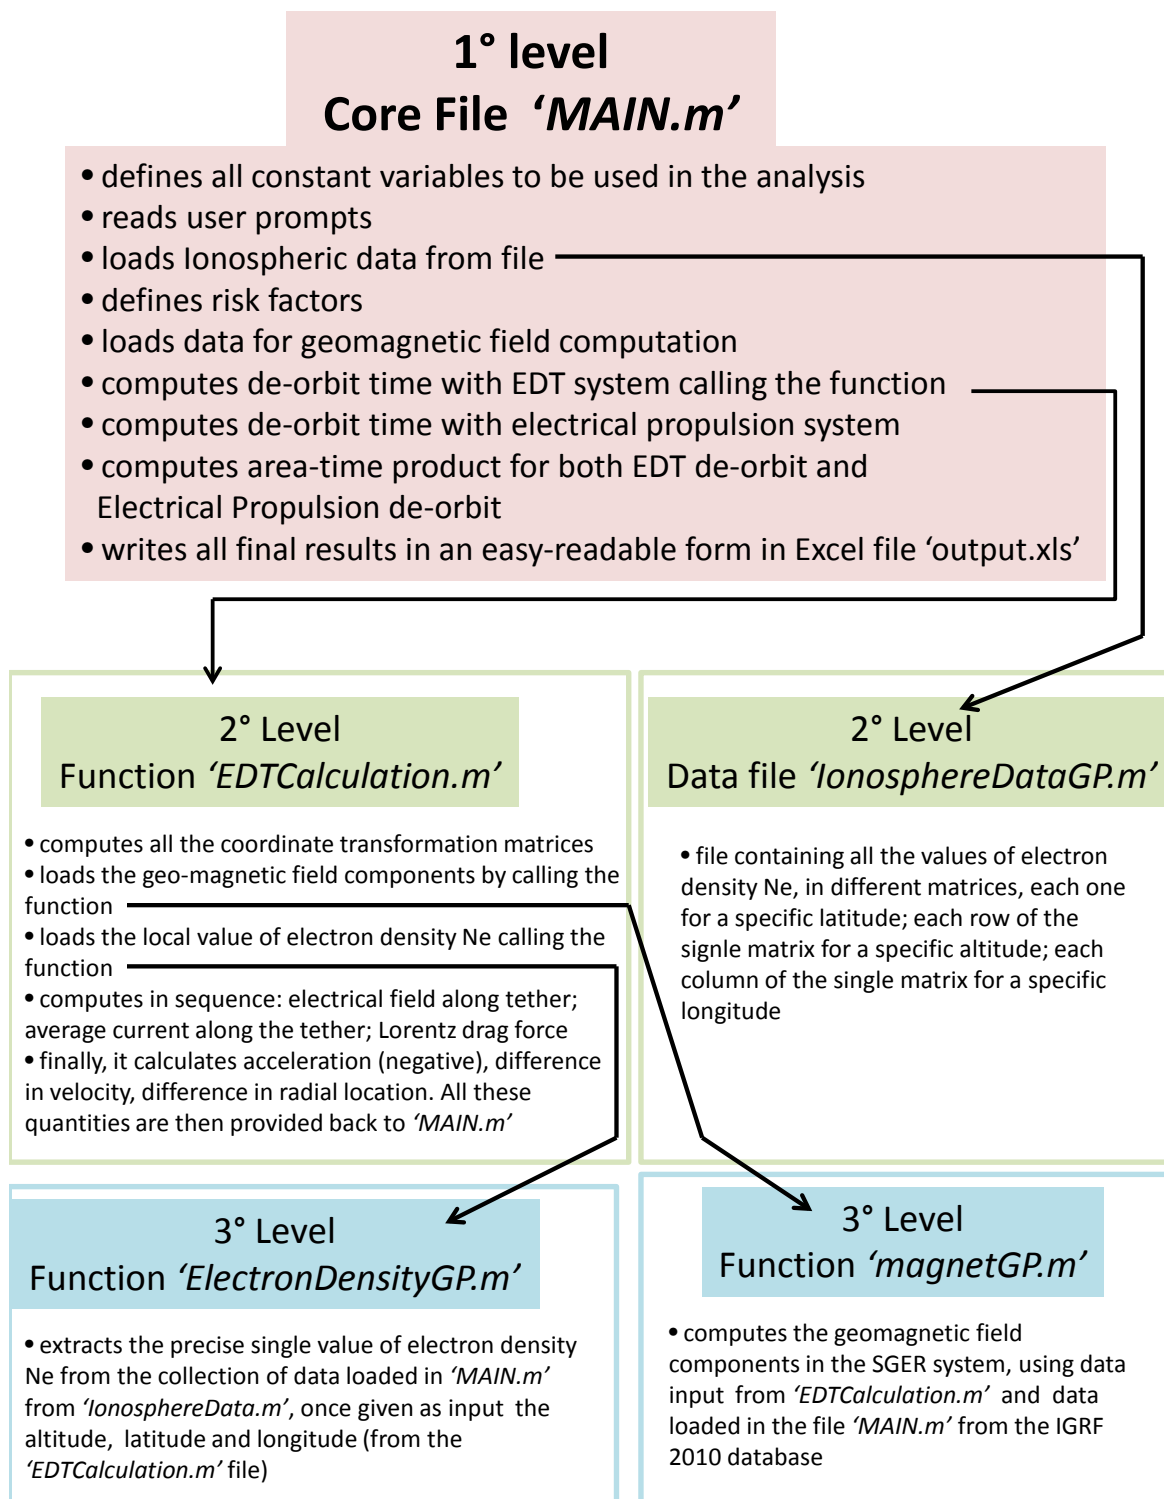 1° level
Core File ‘MAIN.m’
• defines all constant variables to be used in the analysis
• reads user prompts
• loads Ionospheric data from file
• defines risk factors
• loads data for geomagnetic field computation
• computes de-orbit time with EDT system calling the function
• computes de-orbit time with electrical propulsion system
• computes area-time product for both EDT de-orbit and
Electrical Propulsion de-orbit
• writes all final results in an easy-readable form in Excel file ‘output.xls’
2° Level
Function ‘EDTCalculation.m’
• computes all the coordinate transformation matrices
• loads the geo-magnetic field components by calling the
function
• loads the local value of electron density Ne calling the
function
• computes in sequence: electrical field along tether;
average current along the tether; Lorentz drag force
• finally, it calculates acceleration (negative), difference
in velocity, difference in radial location. All these
quantities are then provided back to ‘MAIN.m’
2° Level
Data file ‘IonosphereDataGP.m’
• file containing all the values of electron
density Ne, in different matrices, each one
for a specific latitude; each row of the
signle matrix for a specific altitude; each
column of the single matrix for a specific
longitude
3° Level
Function ‘ElectronDensityGP.m’
• extracts the precise single value of electron density
Ne from the collection of data loaded in ‘MAIN.m’
from ‘IonosphereData.m’, once given as input the
altitude, latitude and longitude (from the
‘EDTCalculation.m’ file)
3° Level
Function ‘magnetGP.m’
• computes the geomagnetic field
components in the SGER system, using data
input from ‘EDTCalculation.m’ and data
loaded in the file ‘MAIN.m’ from the IGRF
2010 database